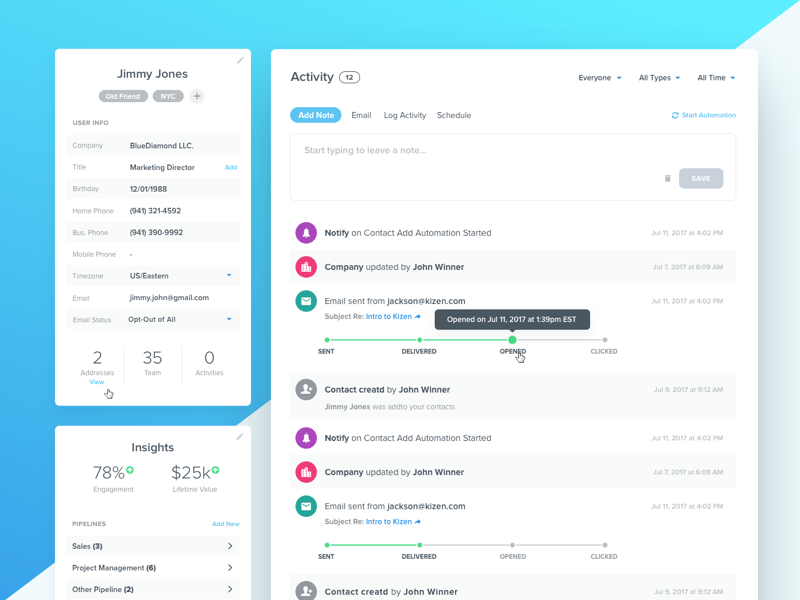 Jimmy Jones
Old Friend NYC +
USER INFO
Company BlueDiamond LLC.
Title Marketing Director Add
Birthday 12/01/1988
Home Phone (941) 321-4592
Bus. Phone (941) 390-9992
Mobile Phone -
Timezone US/Eastern
Email jimmy.john@gmail.com
Email Status Opt-Out of All
2 35 0
Addresses Team Activities
View
Insights
78% $25k
Engagement Lifetime Value
PIPELINES Add New
Sales (3)
Project Management (6)
Other Pipeline (2)
Activity 12
Everyone All Types All Time
Add Note Email Log Activity Schedule Start Automation
Start typing to leave a note...
SAVE
Notify on Contact Add Automation Started Jul 11, 2017 at 4:02 PM
Company updated by John Winner Jul 7, 2017 at 6:09 AM
Email sent from jackson@kizen.com Jul 11, 2017 at 4:02 PM
Subject Re: Intro to Kizen
Opened on Jul 11, 2017 at 1:39pm EST
SENT DELIVERED OPENED CLICKED
Contact creatd by John Winner Jul 9, 2017 at 9:12 AM
Jimmy Jones was addto your contacts
Notify on Contact Add Automation Started Jul 11, 2017 at 4:02 PM
Company updated by John Winner Jul 7, 2017 at 6:09 AM
Email sent from jackson@kizen.com Jul 11, 2017 at 4:02 PM
Subject Re: Intro to Kizen
SENT DELIVERED OPENED CLICKED
Contact creatd by John Winner Jul 9, 2017 at 9:12 AM